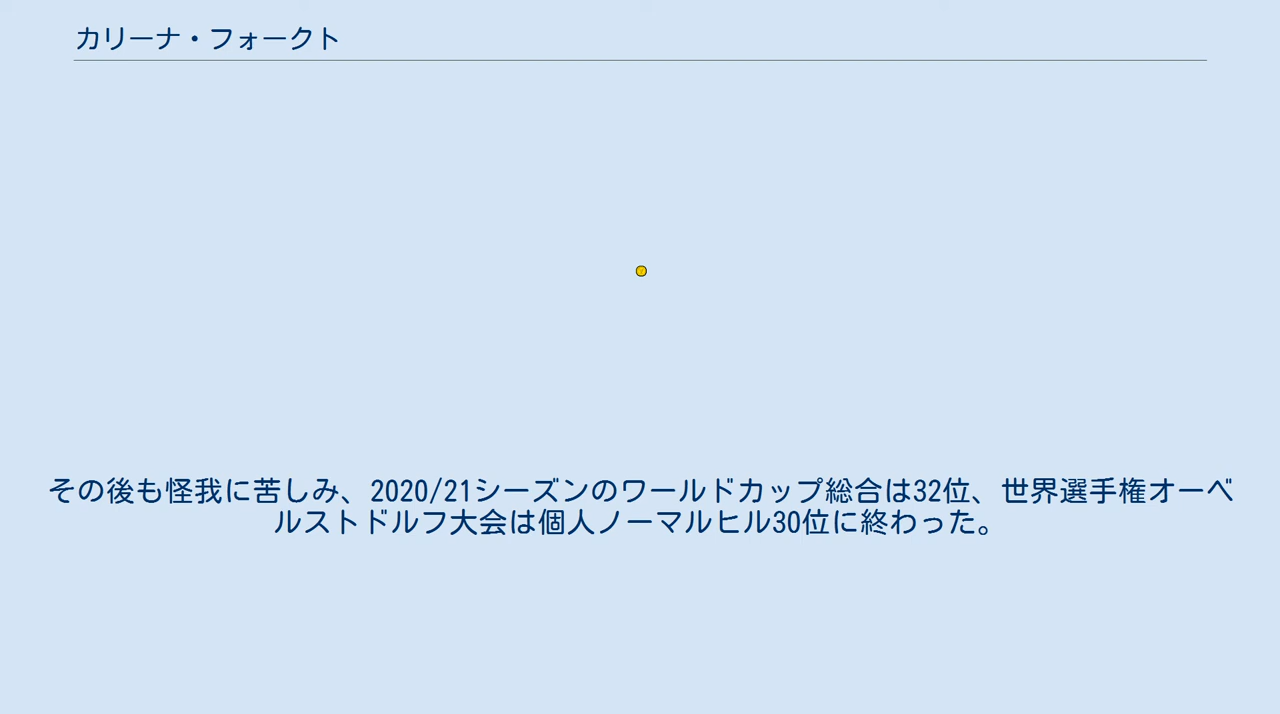 カリーナ・フォークト
その後も怪我に苦しみ、2020/21シーズンのワールドカップ総合は32位、世界選手権オーベ
ルストドルフ大会は個人ノーマルヒル30位に終わった。